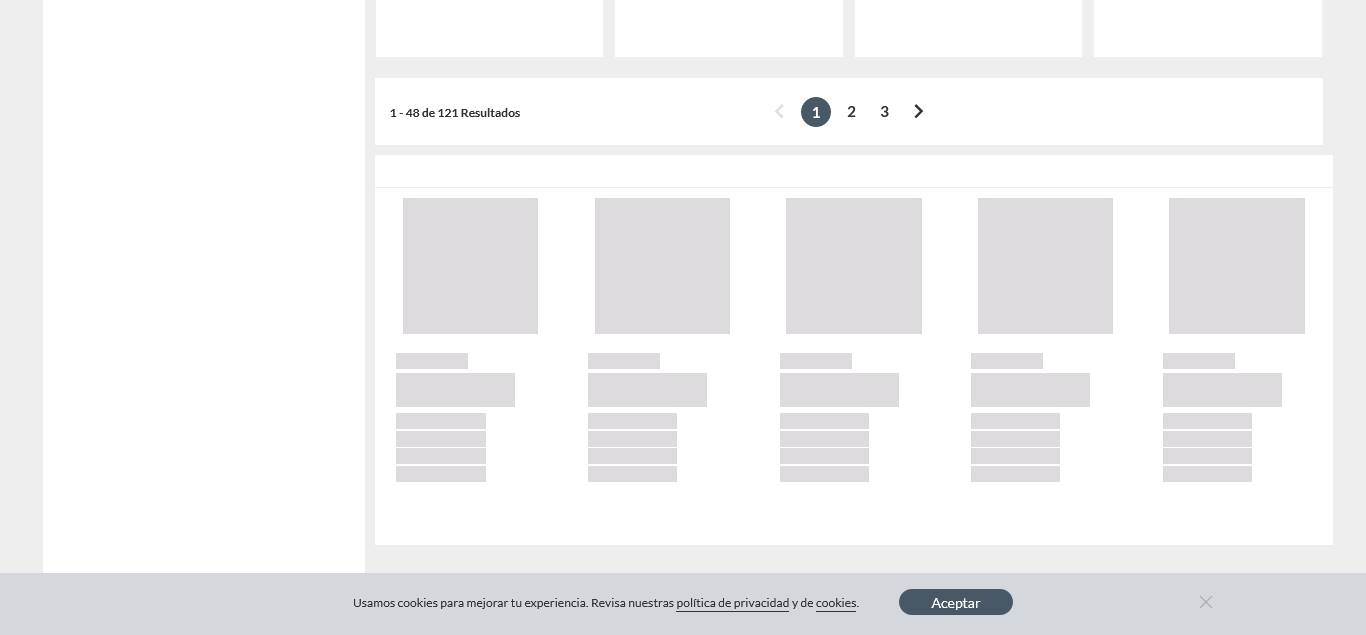 1 - 48 de 121 Resultados
1 2 3
Usamos cookies para mejorar tu experiencia. Revisa nuestras política de privacidad y de cookies.
Aceptar